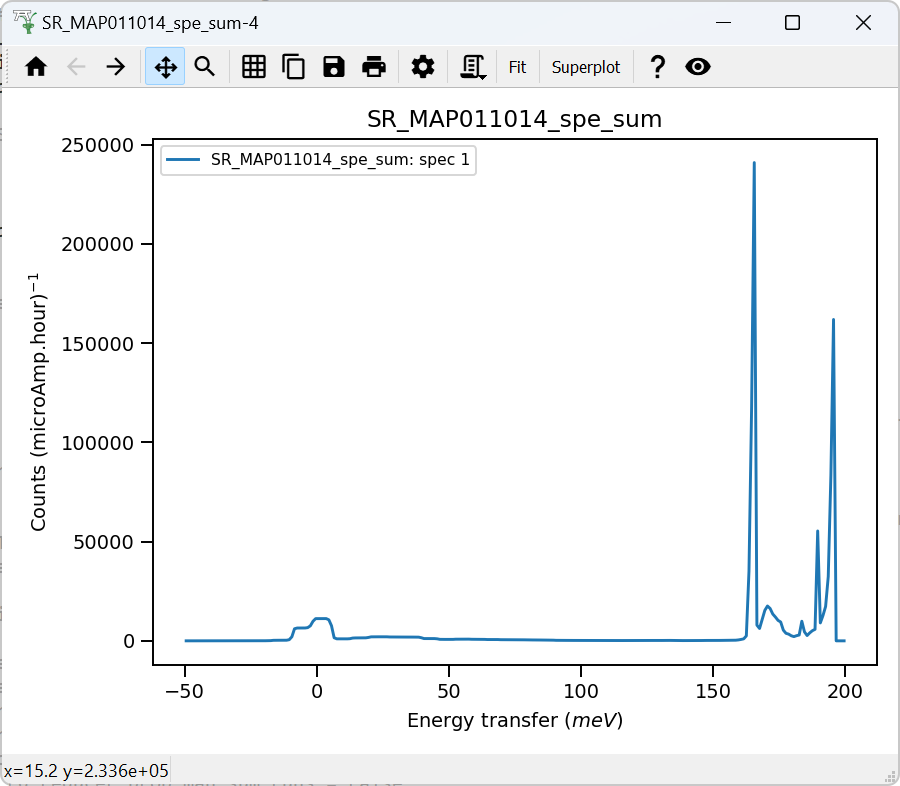 SR_MAP011014_spe_sum-4
Fit Superplot ?
SR_MAP011014_spe_sum
SR_MAP011014_spe_sum: spec 1
250000
200000
150000
100000
50000
0
Counts (microAmp.hour)⁻¹
−50 0 50 100 150 200
Energy transfer (meV)
x=15.2 y=2.336e+05